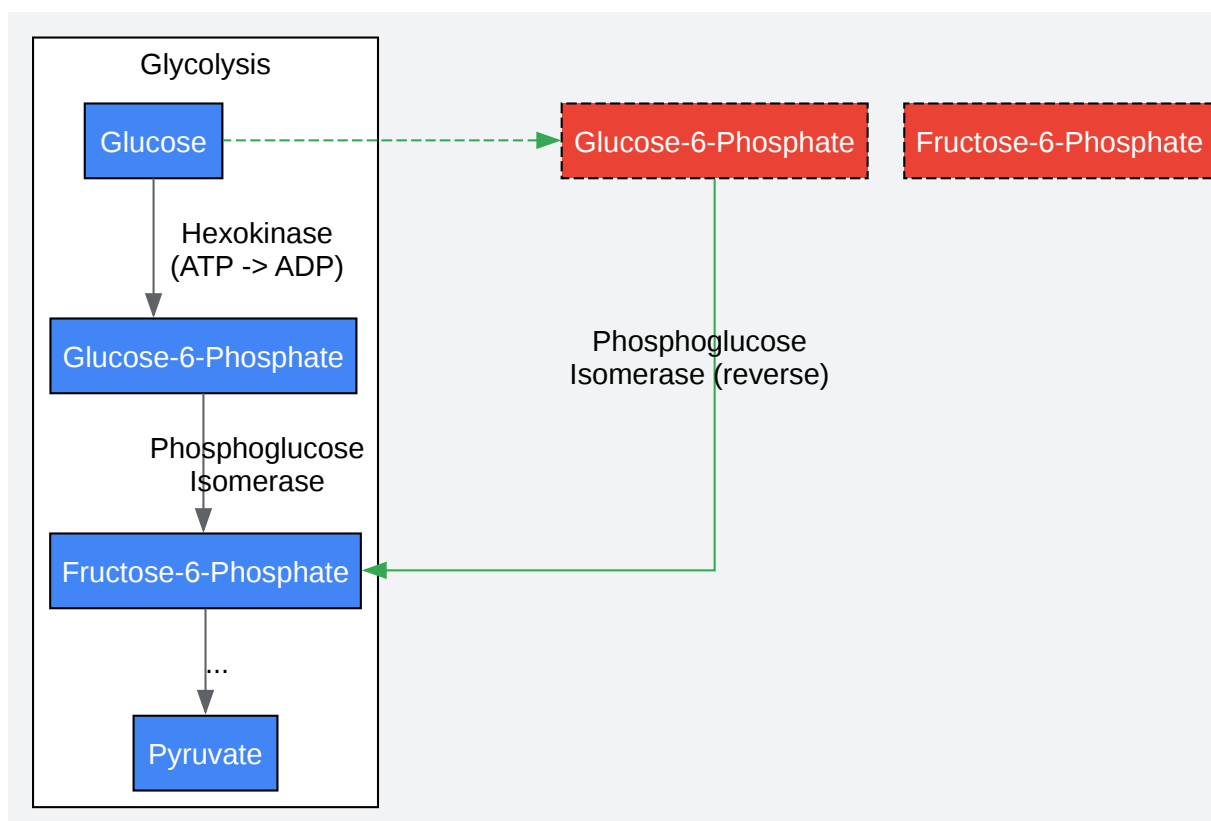 Glycolysis
Glucose
Glucose-6-Phosphate
Fructose-6-Phosphate
Hexokinase
(ATP -> ADP)
Glucose-6-Phosphate
Phosphoglucose
Isomerase (reverse)
Phosphoglucose
Isomerase
Fructose-6-Phosphate
...
Pyruvate